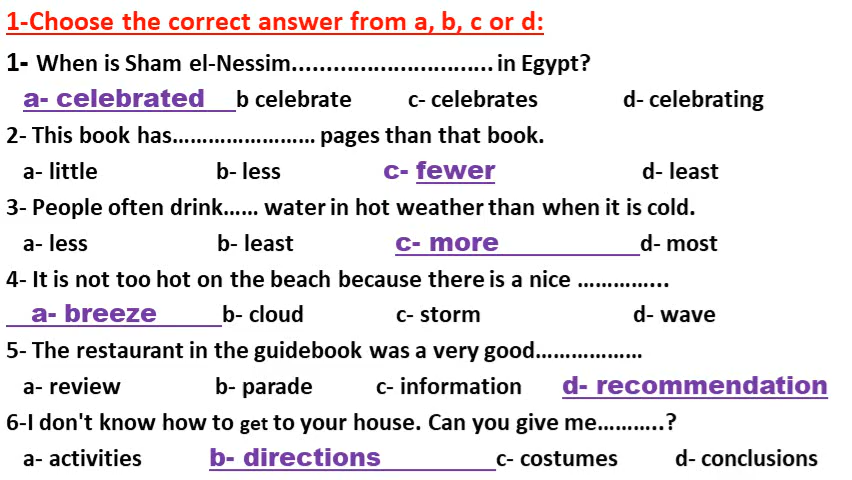 1-Choose the correct answer from a, b, c or d:
1- When is Sham el-Nessim.............................. in Egypt?
a- celebrated b celebrate c- celebrates d- celebrating
2- This book has…………………… pages than that book.
a- little b- less c- fewer d- least
3- People often drink…... water in hot weather than when it is cold.
a- less b- least c- more d- most
4- It is not too hot on the beach because there is a nice …………...
a- breeze b- cloud c- storm d- wave
5- The restaurant in the guidebook was a very good………………
a- review b- parade c- information d- recommendation
6-I don't know how to get to your house. Can you give me………..?
a- activities b- directions c- costumes d- conclusions